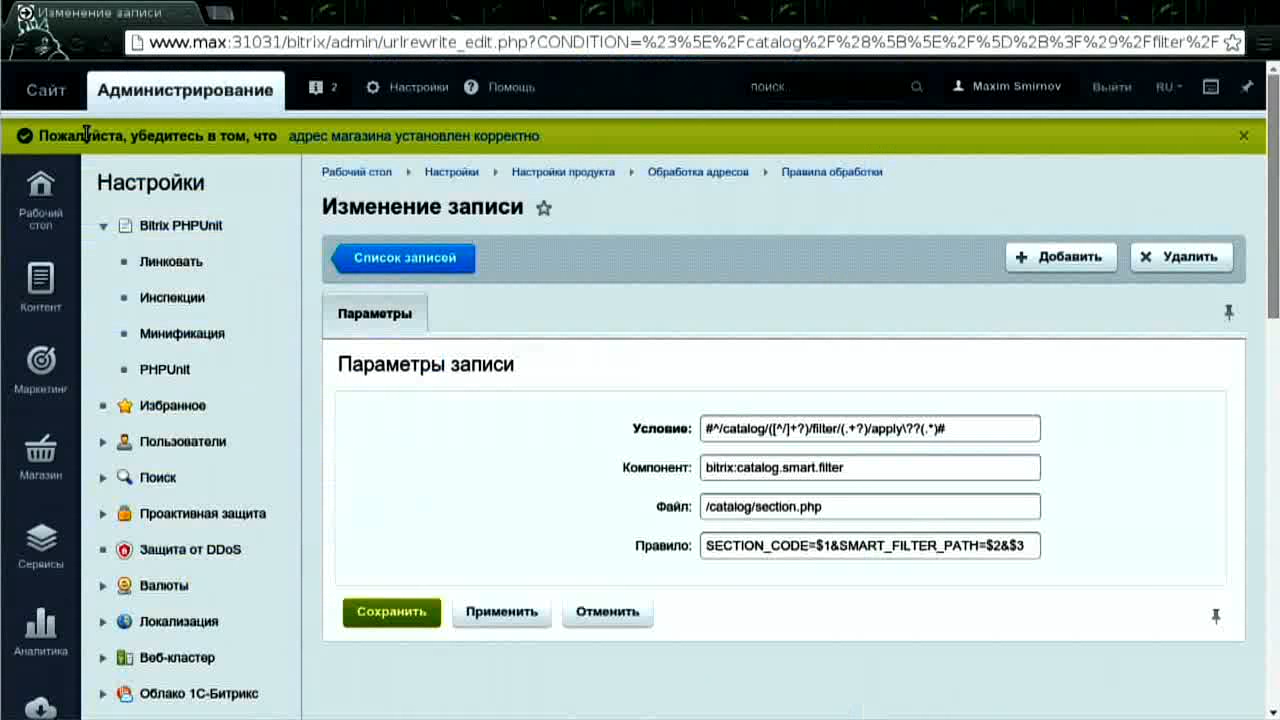 Изменение записи
www.max:31031/bitrix/admin/urlrewrite_edit.php?CONDITION=%23%5E%2Fcatalog%2F%28%5B%5E%2F%5D%2B%3F%29%2Ffilter%2F
Сайт
Администрирование
2
Настройки
Помощь
поиск...
Maxim Smirnov
Выйти
RU
Пожалуйста, убедитесь в том, что адрес магазина установлен корректно
Рабочий стол
Контент
Маркетинг
Магазин
Сервисы
Аналитика
Настройки
Bitrix PHPUnit
Линковать
Инспекции
Минификация
PHPUnit
Избранное
Пользователи
Поиск
Проактивная защита
Защита от DDoS
Валюты
Локализация
Веб-кластер
Облако 1С-Битрикс
Рабочий стол Настройки Настройки продукта Обработка адресов Правила обработки
Изменение записи
Список записей
Добавить
Удалить
Параметры
Параметры записи
Условие: #^/catalog/([^/]+?)/filter/(.+?)/apply\??(.*)#
Компонент: bitrix:catalog.smart.filter
Файл: /catalog/section.php
Правило: SECTION_CODE=$1&SMART_FILTER_PATH=$2&$3
Сохранить
Применить
Отменить